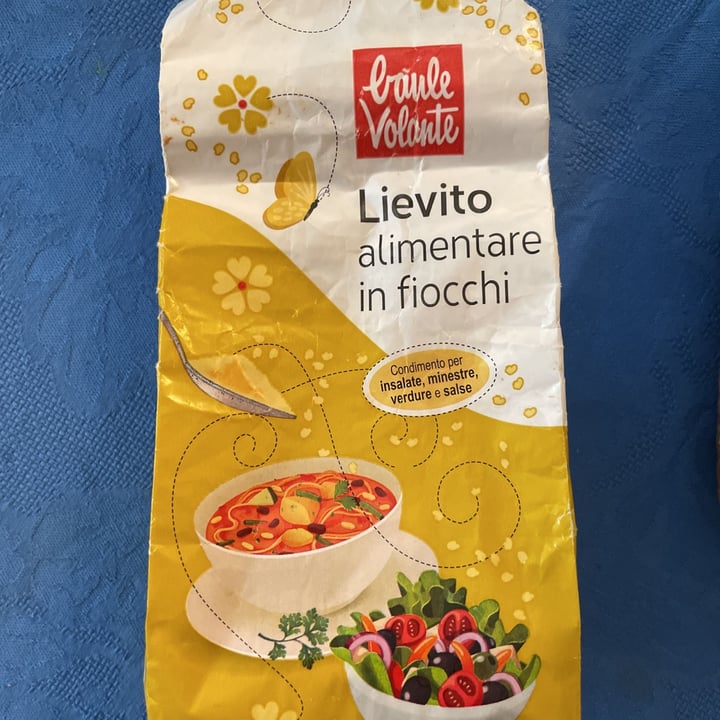 baule
Volante
Lievito
alimentare
in fiocchi
Condimento per
insalate, minestre,
verdure e salse